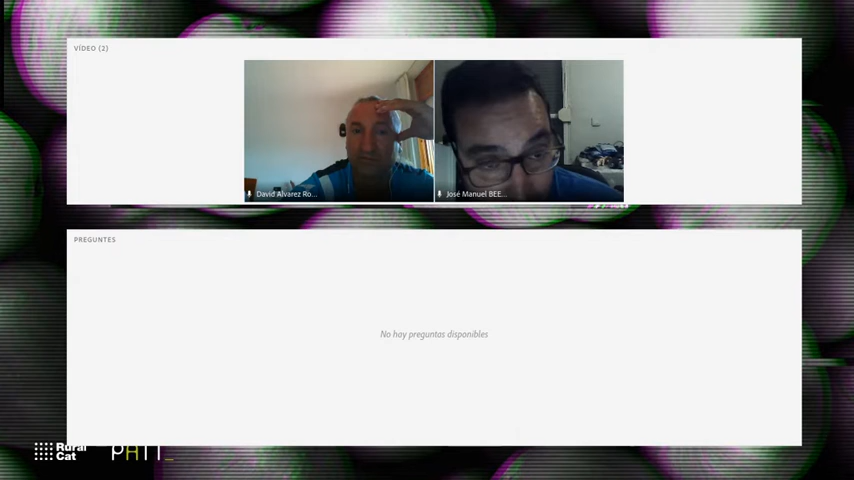 VÍDEO (2)
David Alvarez Ro...
José Manuel BEE...
PREGUNTES
No hay preguntas disponibles
Rural
Cat
PATT_